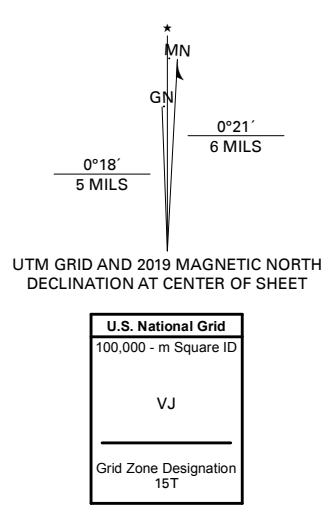 ★
MN
GN
0°21´
6 MILS
0°18´
5 MILS
UTM GRID AND 2019 MAGNETIC NORTH
DECLINATION AT CENTER OF SHEET
U.S. National Grid
100,000 - m Square ID
VJ
Grid Zone Designation
15T